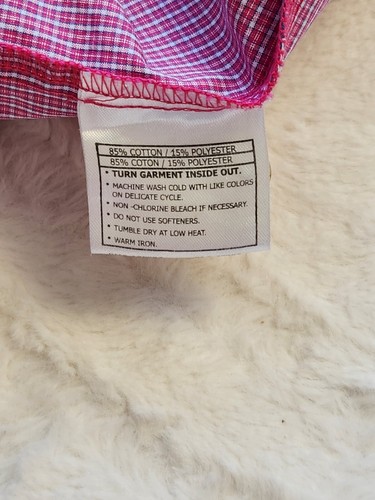 85% COTTON / 15% POLYESTER
85% COTON / 15% POLYESTER
• TURN GARMENT INSIDE OUT.
• MACHINE WASH COLD WITH LIKE COLORS
ON DELICATE CYCLE.
• NON -CHLORINE BLEACH IF NECESSARY.
• DO NOT USE SOFTENERS.
• TUMBLE DRY AT LOW HEAT.
• WARM IRON.